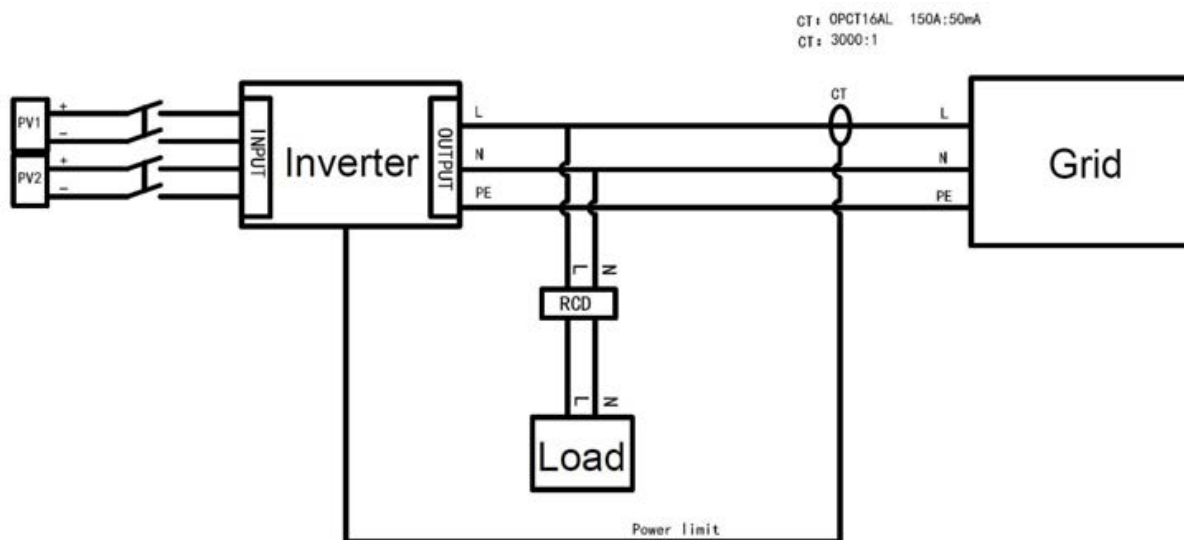 CT: OPCT16AL 150A:50mA
CT: 3000:1
PV1
+
-
PV2
+
-
INPUT
Inverter
OUTPUT
L
N
PE
CT
L
N
PE
Grid
L N
RCD
L N
Load
Power limit